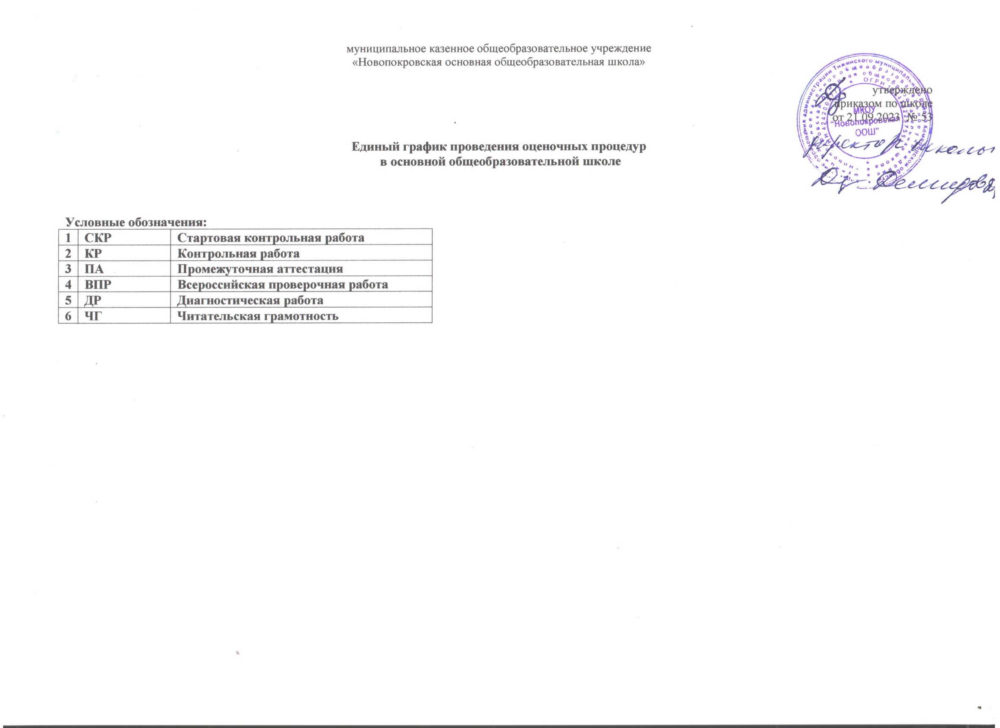 муниципальное казенное общеобразовательное учреждение
«Новопокровская основная общеобразовательная школа»
утверждено
приказом по школе
от 21.09.2023 № 53
МКОУ
"Новопокровская
ООШ"
директор школы
Единый график проведения оценочных процедур
в основной общеобразовательной школе
Условные обозначения:
1 СКР Стартовая контрольная работа
2 КР Контрольная работа
3 ПА Промежуточная аттестация
4 ВПР Всероссийская проверочная работа
5 ДР Диагностическая работа
6 ЧГ Читательская грамотность